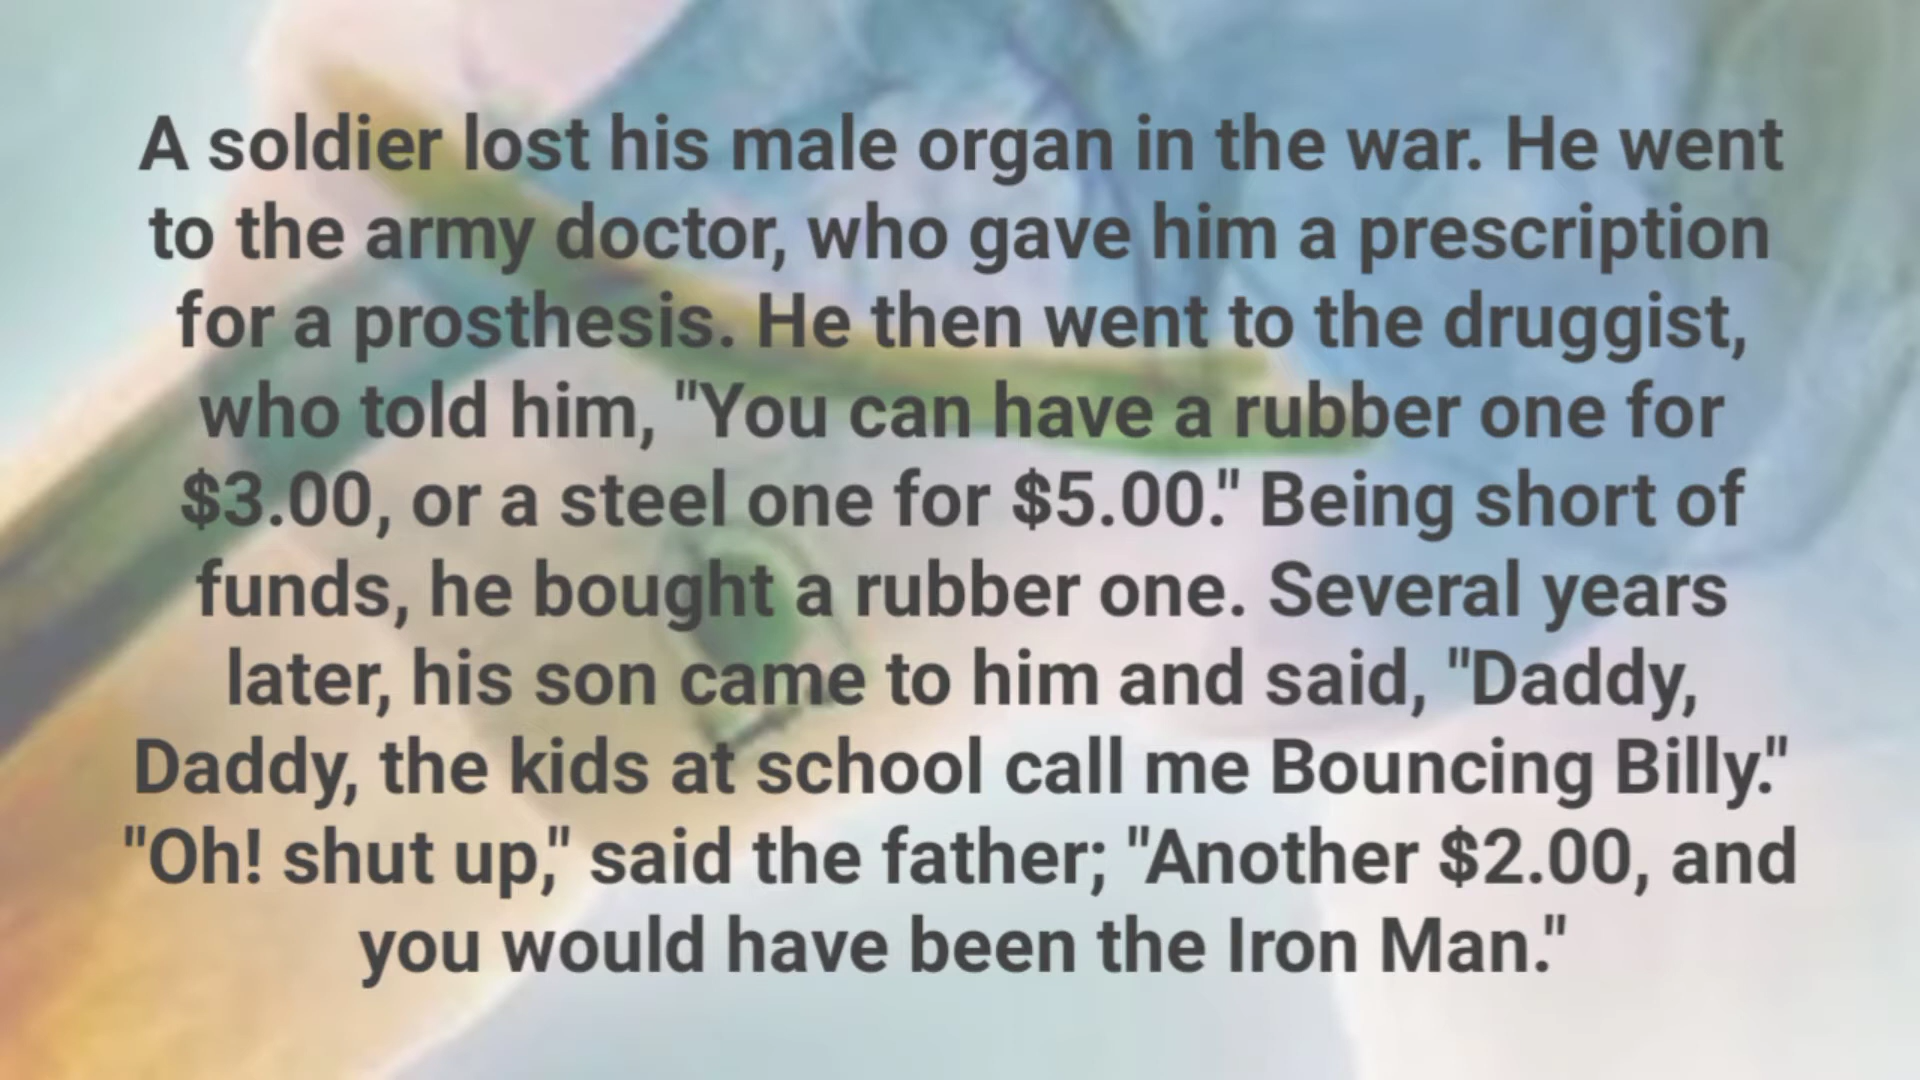 A soldier lost his male organ in the war. He went
to the army doctor, who gave him a prescription
for a prosthesis. He then went to the druggist,
who told him, "You can have a rubber one for
$3.00, or a steel one for $5.00." Being short of
funds, he bought a rubber one. Several years
later, his son came to him and said, "Daddy,
Daddy, the kids at school call me Bouncing Billy."
"Oh! shut up," said the father; "Another $2.00, and
you would have been the Iron Man."